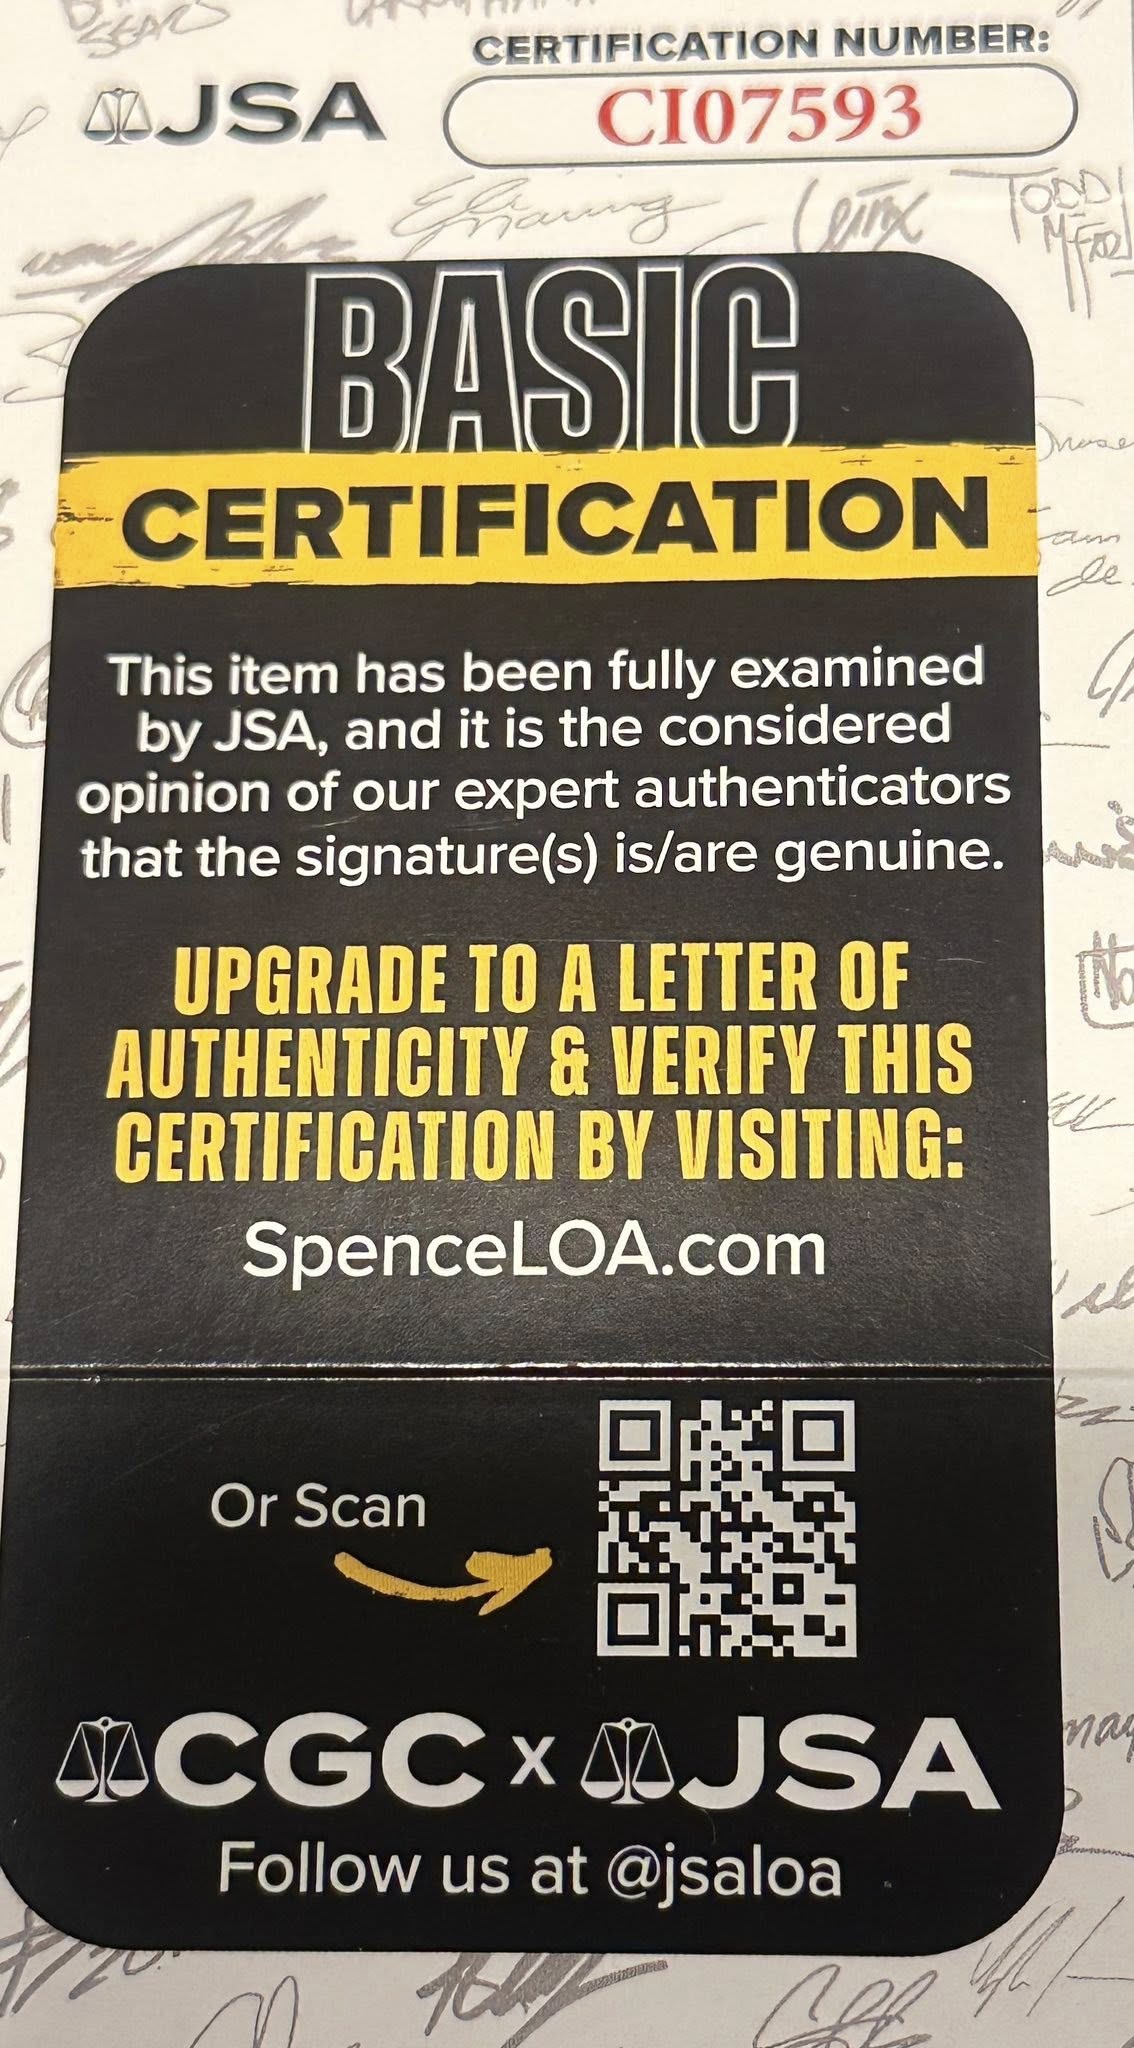 CERTIFICATION NUMBER:
JSA
CI07593
TODD
BASIC
CERTIFICATION
This item has been fully examined
by JSA, and it is the considered
opinion of our expert authenticators
that the signature(s) is/are genuine.
UPGRADE TO A LETTER OF
AUTHENTICITY & VERIFY THIS
CERTIFICATION BY VISITING:
SpenceLOA.com
Or Scan
CGC x JSA
Follow us at @jsaloa